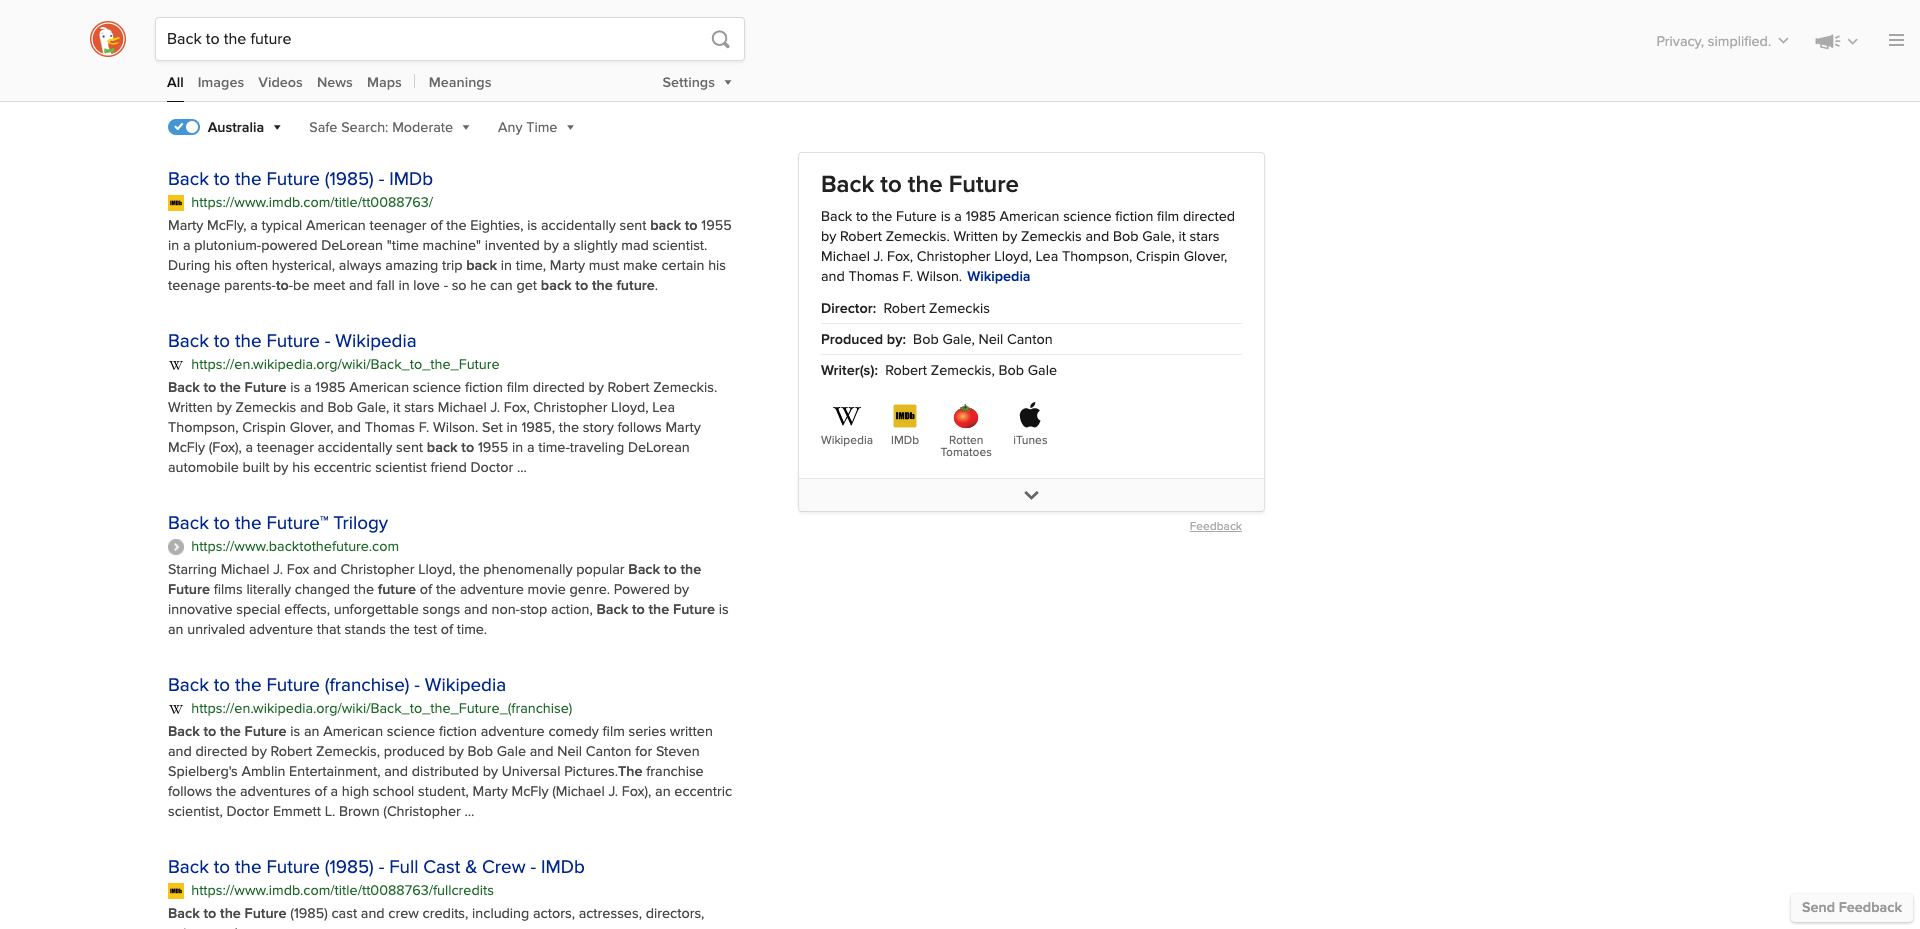 Back to the future
Privacy, simplified.
All Images Videos News Maps Meanings Settings
Australia Safe Search: Moderate Any Time
Back to the Future (1985) - IMDb
https://www.imdb.com/title/tt0088763/
Marty McFly, a typical American teenager of the Eighties, is accidentally sent back to 1955
in a plutonium-powered DeLorean "time machine" invented by a slightly mad scientist.
During his often hysterical, always amazing trip back in time, Marty must make certain his
teenage parents-to-be meet and fall in love - so he can get back to the future.
Back to the Future - Wikipedia
https://en.wikipedia.org/wiki/Back_to_the_Future
Back to the Future is a 1985 American science fiction film directed by Robert Zemeckis.
Written by Zemeckis and Bob Gale, it stars Michael J. Fox, Christopher Lloyd, Lea
Thompson, Crispin Glover, and Thomas F. Wilson. Set in 1985, the story follows Marty
McFly (Fox), a teenager accidentally sent back to 1955 in a time-traveling DeLorean
automobile built by his eccentric scientist friend Doctor ...
Back to the Future™ Trilogy
https://www.backtothefuture.com
Starring Michael J. Fox and Christopher Lloyd, the phenomenally popular Back to the
Future films literally changed the future of the adventure movie genre. Powered by
innovative special effects, unforgettable songs and non-stop action, Back to the Future is
an unrivaled adventure that stands the test of time.
Back to the Future (franchise) - Wikipedia
https://en.wikipedia.org/wiki/Back_to_the_Future_(franchise)
Back to the Future is an American science fiction adventure comedy film series written
and directed by Robert Zemeckis, produced by Bob Gale and Neil Canton for Steven
Spielberg's Amblin Entertainment, and distributed by Universal Pictures.The franchise
follows the adventures of a high school student, Marty McFly (Michael J. Fox), an eccentric
scientist, Doctor Emmett L. Brown (Christopher ...
Back to the Future (1985) - Full Cast & Crew - IMDb
https://www.imdb.com/title/tt0088763/fullcredits
Back to the Future (1985) cast and crew credits, including actors, actresses, directors,
Back to the Future
Back to the Future is a 1985 American science fiction film directed
by Robert Zemeckis. Written by Zemeckis and Bob Gale, it stars
Michael J. Fox, Christopher Lloyd, Lea Thompson, Crispin Glover,
and Thomas F. Wilson. Wikipedia
Director: Robert Zemeckis
Produced by: Bob Gale, Neil Canton
Writer(s): Robert Zemeckis, Bob Gale
W IMDb
Wikipedia IMDb Rotten iTunes
Tomatoes
Feedback
Send Feedback